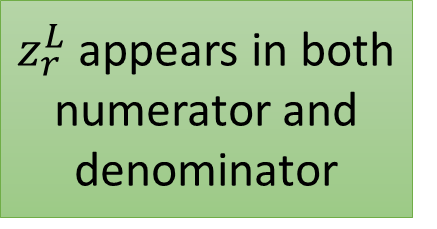 $z_r^L$ appears in both
numerator and
denominator